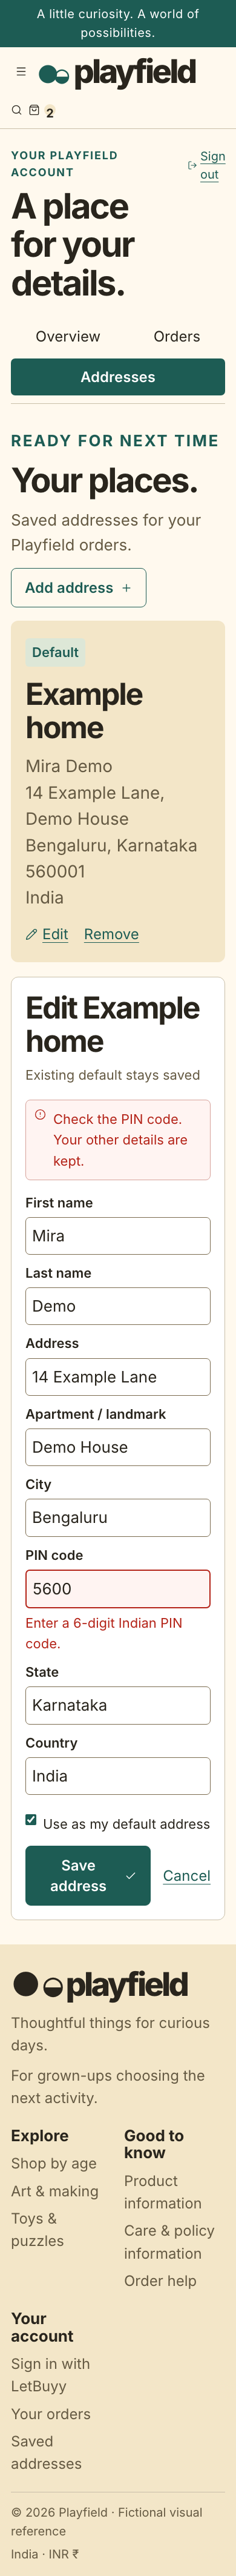 A little curiosity. A world of
possibilities.
playfield
2
YOUR PLAYFIELD
ACCOUNT
Sign
out
A place
for your
details.
Overview
Orders
Addresses
READY FOR NEXT TIME
Your places.
Saved addresses for your
Playfield orders.
Add address +
Default
Example
home
Mira Demo
14 Example Lane,
Demo House
Bengaluru, Karnataka
560001
India
Edit
Remove
Edit Example
home
Existing default stays saved
Check the PIN code.
Your other details are
kept.
First name
Mira
Last name
Demo
Address
14 Example Lane
Apartment / landmark
Demo House
City
Bengaluru
PIN code
5600
Enter a 6-digit Indian PIN
code.
State
Karnataka
Country
India
Use as my default address
Save
address
Cancel
playfield
Thoughtful things for curious
days.
For grown-ups choosing the
next activity.
Explore
Shop by age
Art & making
Toys &
puzzles
Good to
know
Product
information
Care & policy
information
Order help
Your
account
Sign in with
LetBuyy
Your orders
Saved
addresses
© 2026 Playfield · Fictional visual
reference
India · INR ₹